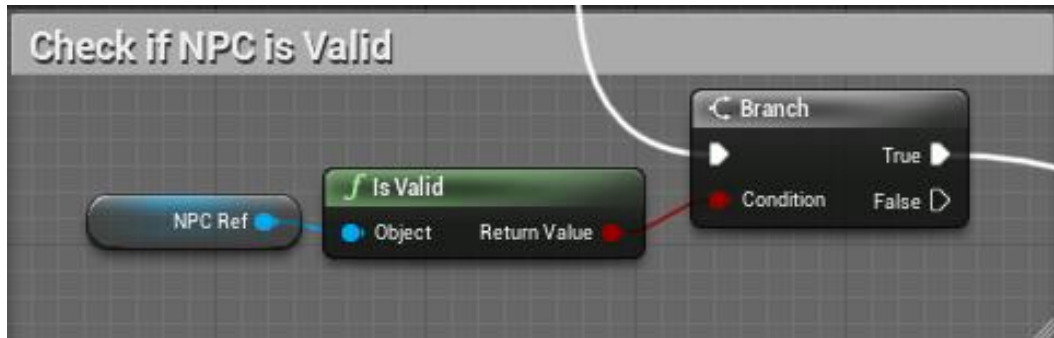 Check if NPC is Valid
Branch
True
Condition
False
f Is Valid
Object
Return Value
NPC Ref